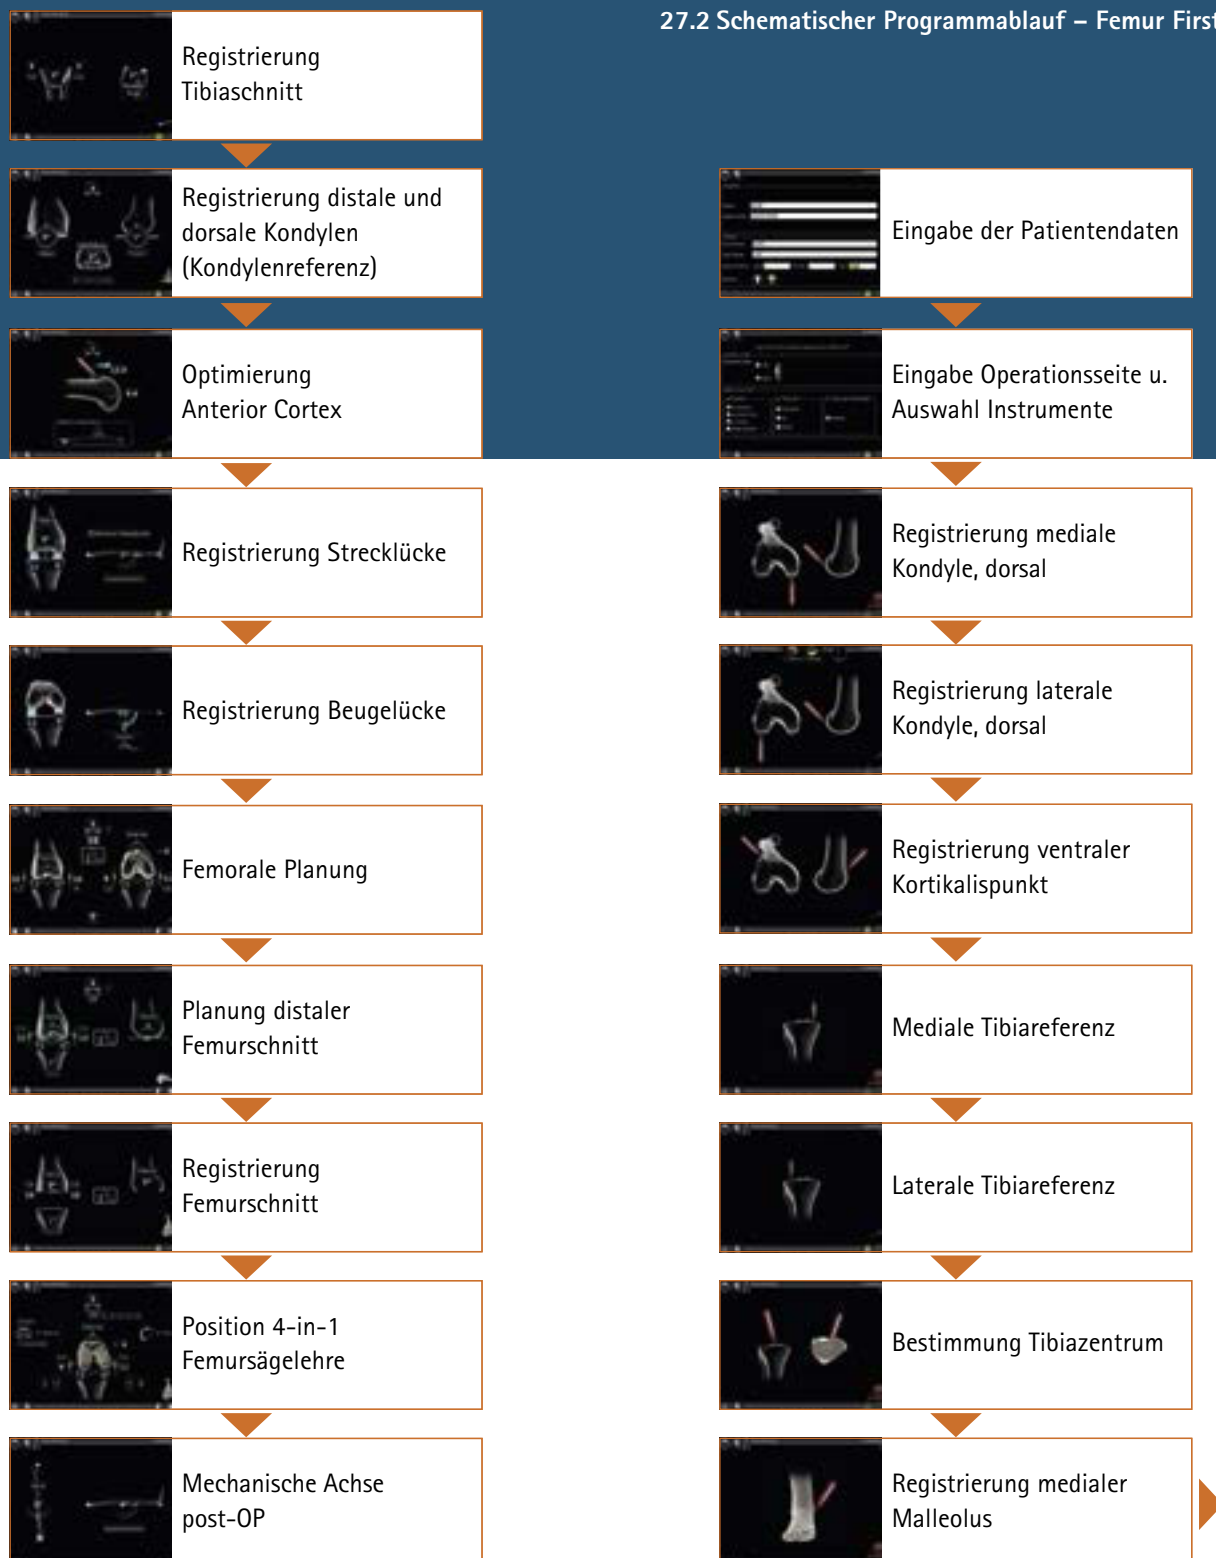 27.2 Schematischer Programmablauf – Femur First
Registrierung
Tibiaschnitt
Registrierung distale und
dorsale Kondylen
(Kondylenreferenz)
Optimierung
Anterior Cortex
Registrierung Strecklücke
Registrierung Beugelücke
Femorale Planung
Planung distaler
Femurschnitt
Registrierung
Femurschnitt
Position 4-in-1
Femursägelehre
Mechanische Achse
post-OP
Eingabe der Patientendaten
Eingabe Operationsseite u.
Auswahl Instrumente
Registrierung mediale
Kondyle, dorsal
Registrierung laterale
Kondyle, dorsal
Registrierung ventraler
Kortikalispunkt
Mediale Tibiareferenz
Laterale Tibiareferenz
Bestimmung Tibiazentrum
Registrierung medialer
Malleolus